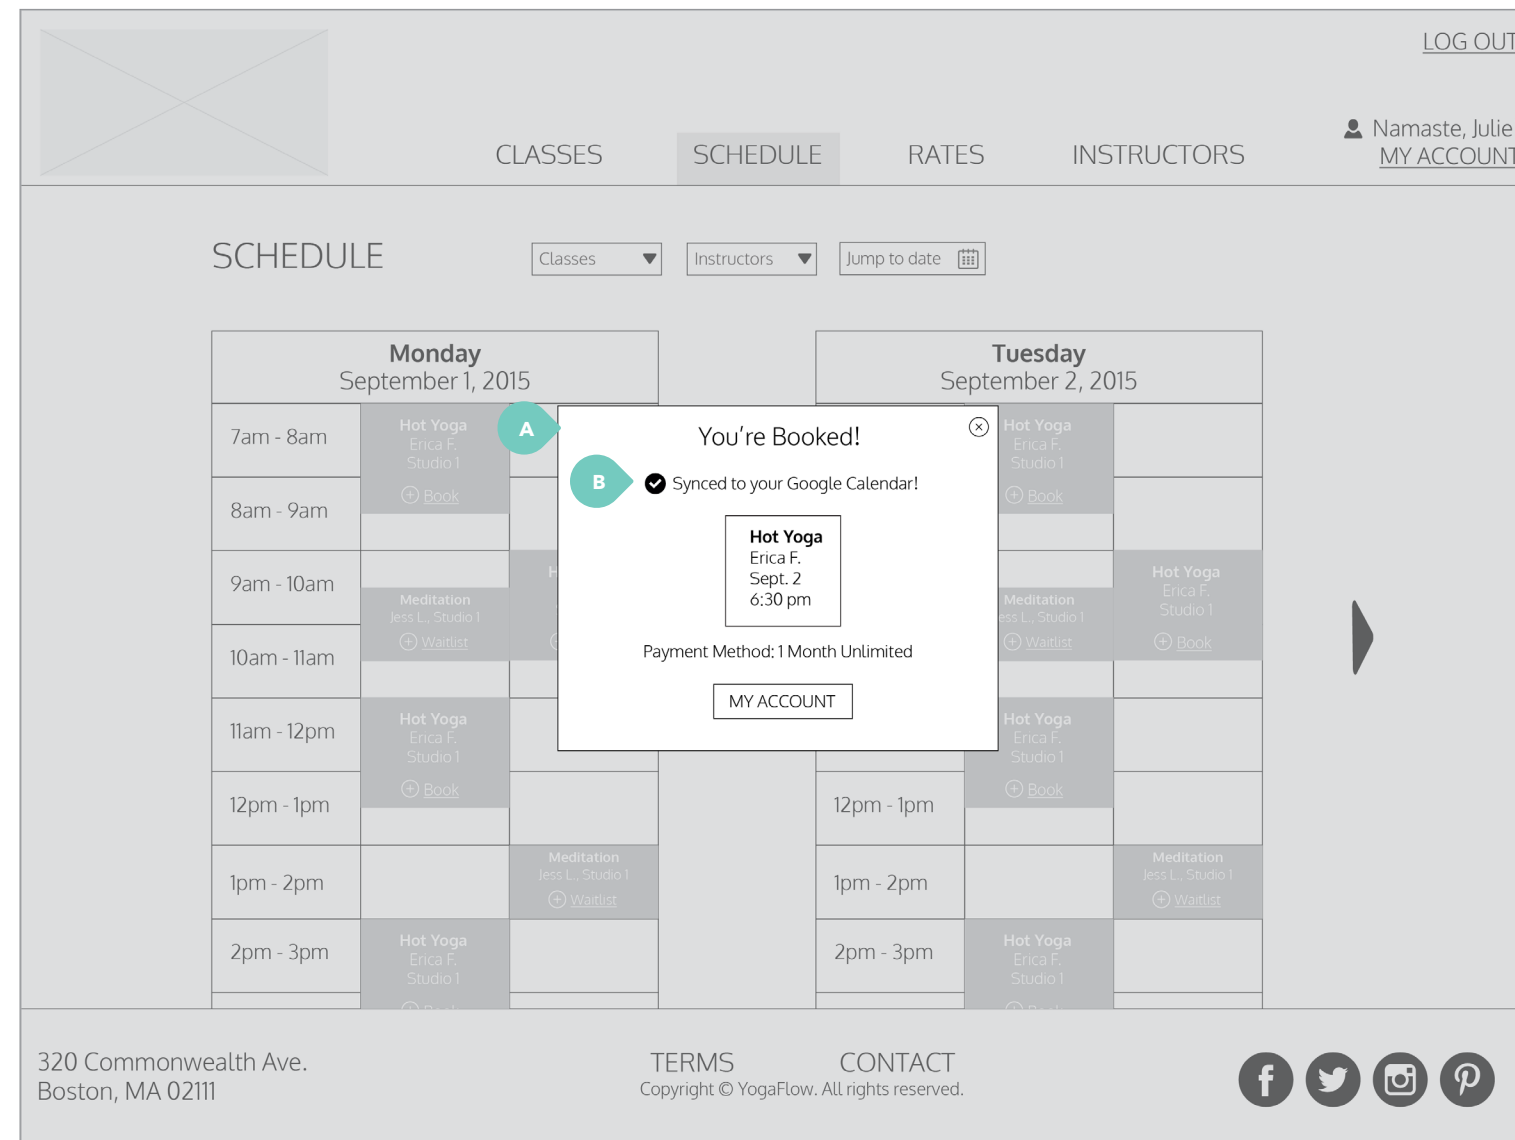 LOG OUT
Namaste, Julie
MY ACCOUNT
CLASSES
SCHEDULE
RATES
INSTRUCTORS
SCHEDULE
Classes
Instructors
Jump to date
Monday
September 1, 2015
7am - 8am
8am - 9am
9am - 10am
10am - 11am
11am - 12pm
12pm - 1pm
1pm - 2pm
2pm - 3pm
Hot Yoga
Erica F.
Studio 1
Book
Meditation
Jess L., Studio 1
Waitlist
Hot Yoga
Erica F.
Studio 1
Book
Hot Yoga
Erica F.
Studio 1
H
Meditation
Jess L., Studio 1
Waitlist
A
You're Booked!
B
Synced to your Google Calendar!
Hot Yoga
Erica F.
Sept. 2
6:30 pm
Payment Method: 1 Month Unlimited
MY ACCOUNT
Tuesday
September 2, 2015
12pm - 1pm
1pm - 2pm
2pm - 3pm
Hot Yoga
Erica F.
Studio 1
Book
Meditation
ess L., Studio 1
Waitlist
Hot Yoga
Erica F.
Studio 1
Book
Hot Yoga
Erica F.
Studio 1
Hot Yoga
Erica F.
Studio 1
Book
Meditation
Jess L., Studio 1
Waitlist
320 Commonwealth Ave.
Boston, MA 02111
TERMS
CONTACT
Copyright © YogaFlow. All rights reserved.